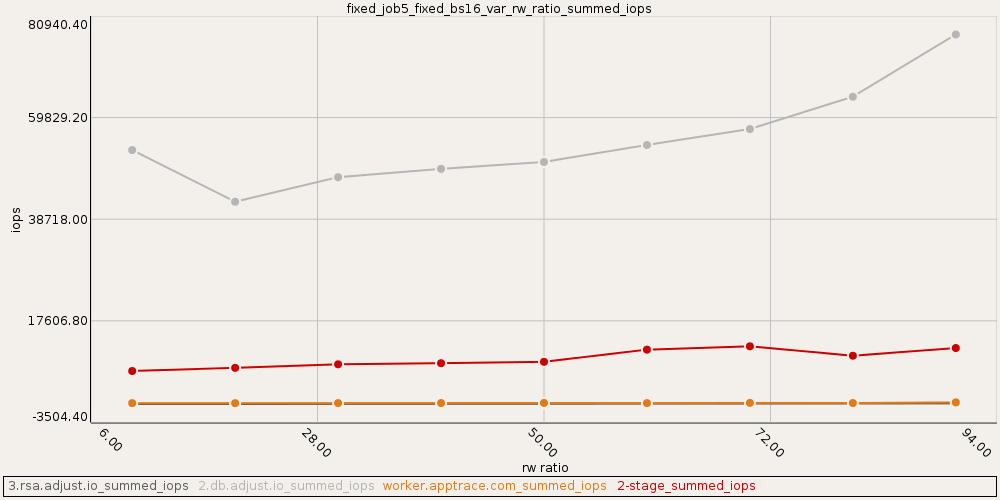 fixed_job5_fixed_bs16_var_rw_ratio_summed_iops
80940.40
59829.20
iops
38718.00
17606.80
-3504.40
6.00 28.00 50.00 72.00 94.00
rw ratio
3.rsa.adjust.io_summed_iops 2.db.adjust.io_summed_iops worker.apptrace.com_summed_iops 2-stage_summed_iops